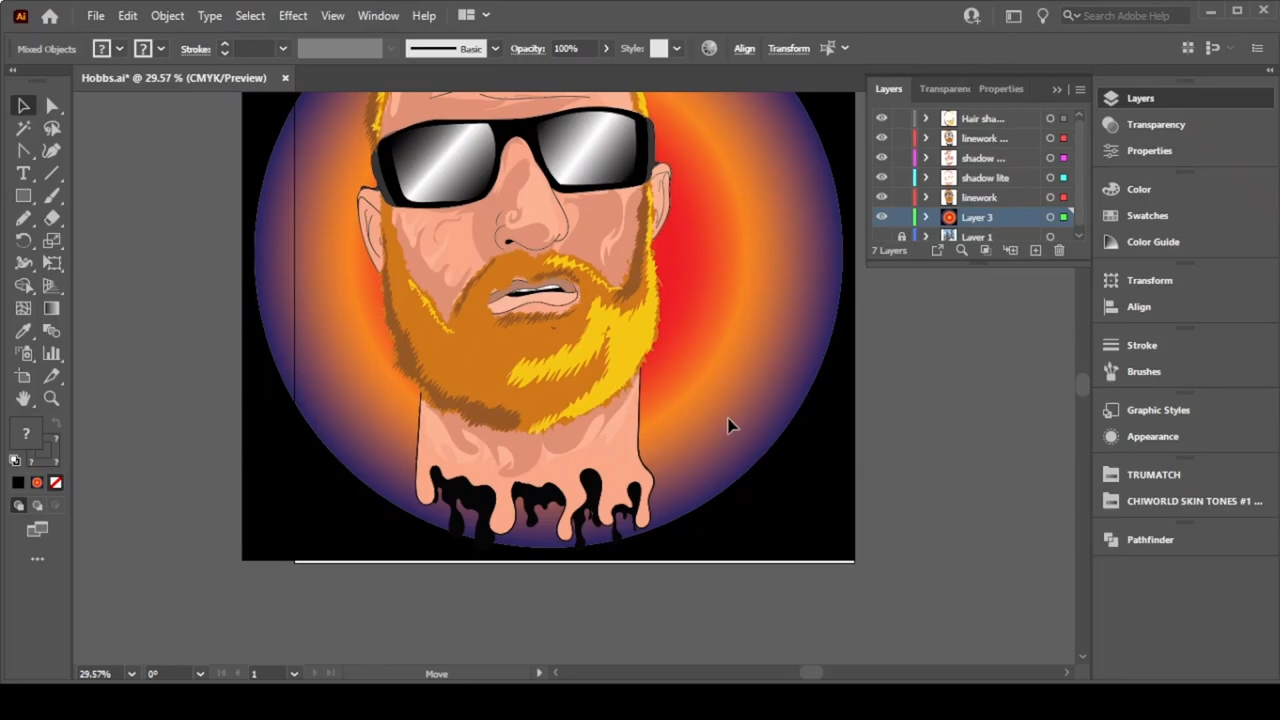 Ai File Edit Object Type Select Effect Window Help Search Adobe Help
Mixed Objects ? ? Stroke: Basic Opacity: 100% Style: Align Transform
Hobbs.ai* @ 29.57 % (CMYK/Preview)
Layers Transparenc Properties
Hair sha...
linework ...
shadow ...
shadow lite
linework
Layer 3
Layer 1
7 Layers
Layers
Transparency
Properties
Color
Swatches
Color Guide
Transform
Align
Stroke
Brushes
Graphic Styles
Appearance
TRUMATCH
CHIWORLD SKIN TONES #1 ...
Pathfinder
?
?
?
29.57% 0° 1 Move